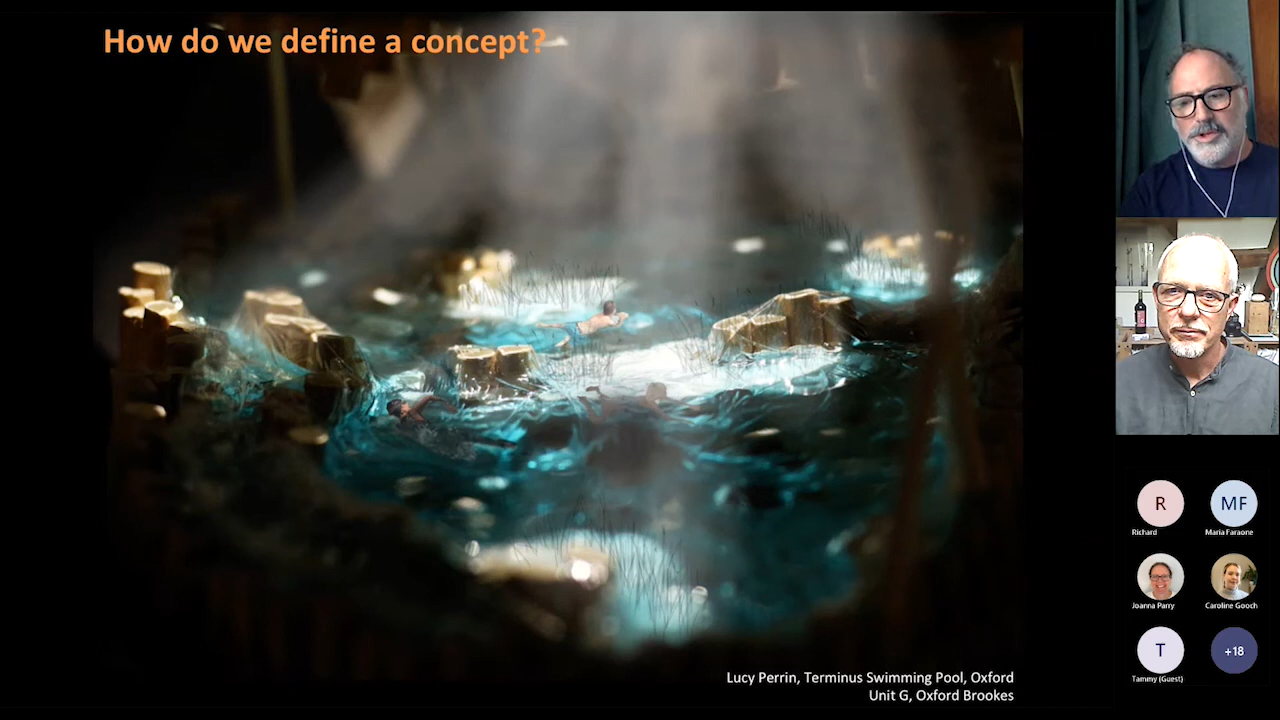 How do we define a concept?
Lucy Perrin, Terminus Swimming Pool, Oxford
Unit G, Oxford Brookes
R
MF
Richard
Maria Faraone
Joanna Parry
Caroline Gooch
T
+18
Tammy (Guest)